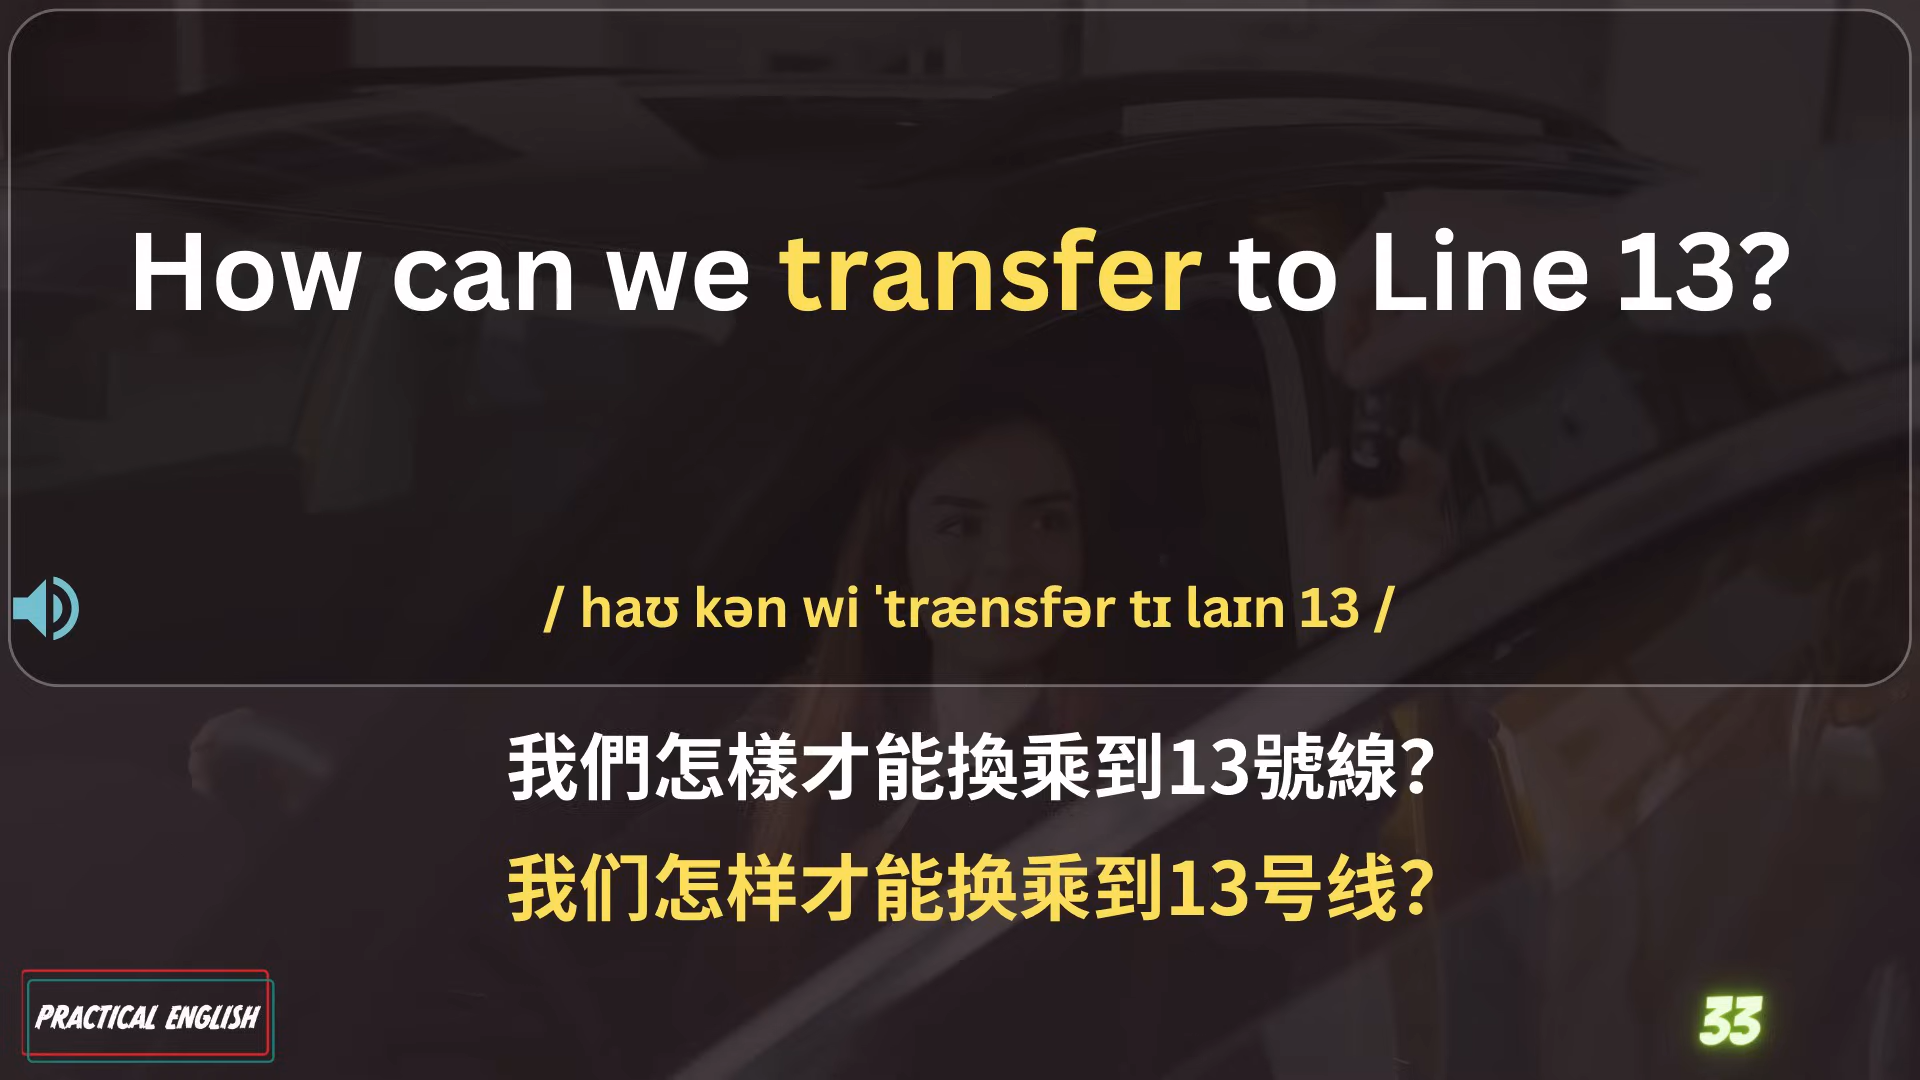 How can we transfer to Line 13?
/ haʊ kən wi ˈtrænsfər tɪ laɪn 13 /
我們怎樣才能換乘到13號線？
我们怎样才能换乘到13号线？
PRACTICAL ENGLISH
33